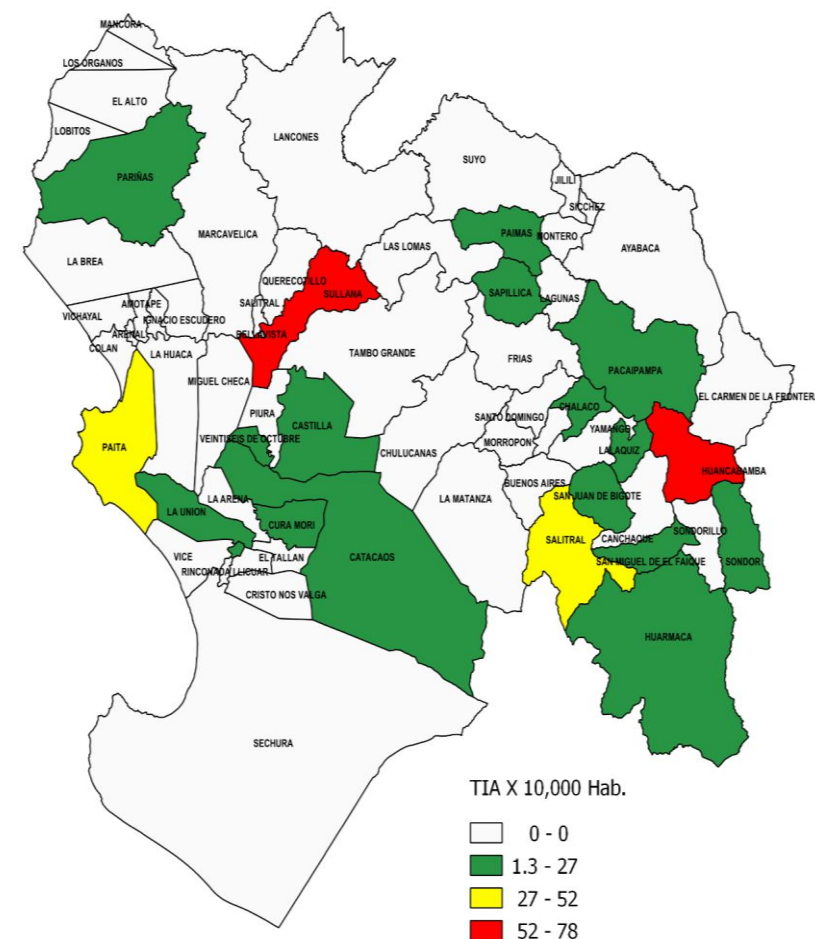 MANCORA
LOS ORGANOS
EL ALTO
LOBITOS
LANCONES
PARIÑAS
SUYO
JILILI
SICCHEZ
MARCAVELICA
PAIMAS
MONTERO
AYABACA
LAS LOMAS
LA BREA
QUERECOTILLO
SULLANA
SAPILLICA
LAGUNAS
SALITRAL
AMOTAPE
VICHAYAL
IGNACIO ESCUDERO
ARENAL
BELLAVISTA
COLAN
LA HUACA
TAMBO GRANDE
FRIAS
PACAIPAMPA
MIGUEL CHECA
EL CARMEN DE LA FRONTERA
CHALACO
PIURA
SANTO DOMINGO
CASTILLA
YAMANGO
VEINTISEIS DE OCTUBRE
MORROPON
PAITA
LALAQUIZ
CHULUCANAS
HUANCABAMBA
BUENOS AIRES
LA ARENA
LA MATANZA
SAN JUAN DE BIGOTE
LA UNION
CURA MORI
SONDORILLO
SALITRAL
CANCHAQUE
VICE
EL TALLAN
CATACAOS
SAN MIGUEL DE EL FAIQUE
SONDOR
RINCONADA LLICUAR
CRISTO NOS VALGA
HUARMACA
SECHURA
TIA X 10,000 Hab.
0 - 0
1.3 - 27
27 - 52
52 - 78